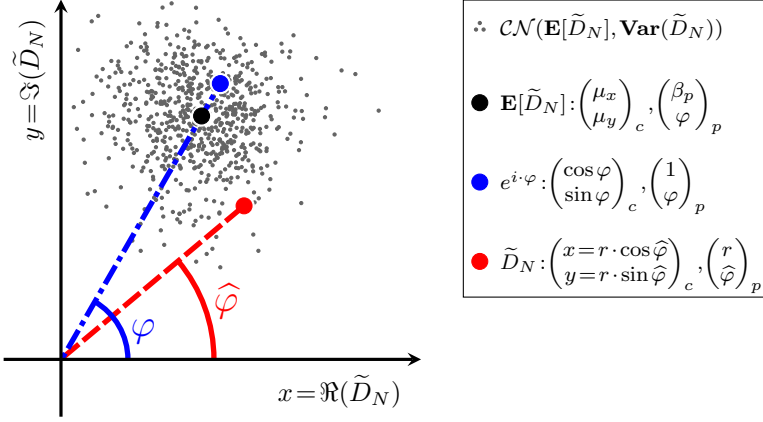 y = ℑ(D̃_N)
φ
φ̂
x = ℜ(D̃_N)
𝒞𝒩(𝐄[D̃_N], 𝐕𝐚𝐫(D̃_N))
𝐄[D̃_N] : (μ_x μ_y)_c , (β_p φ)_p
e^{i·φ} : (cos φ sin φ)_c , (1 φ)_p
D̃_N : (x = r · cos φ̂ y = r · sin φ̂)_c , (r φ̂)_p